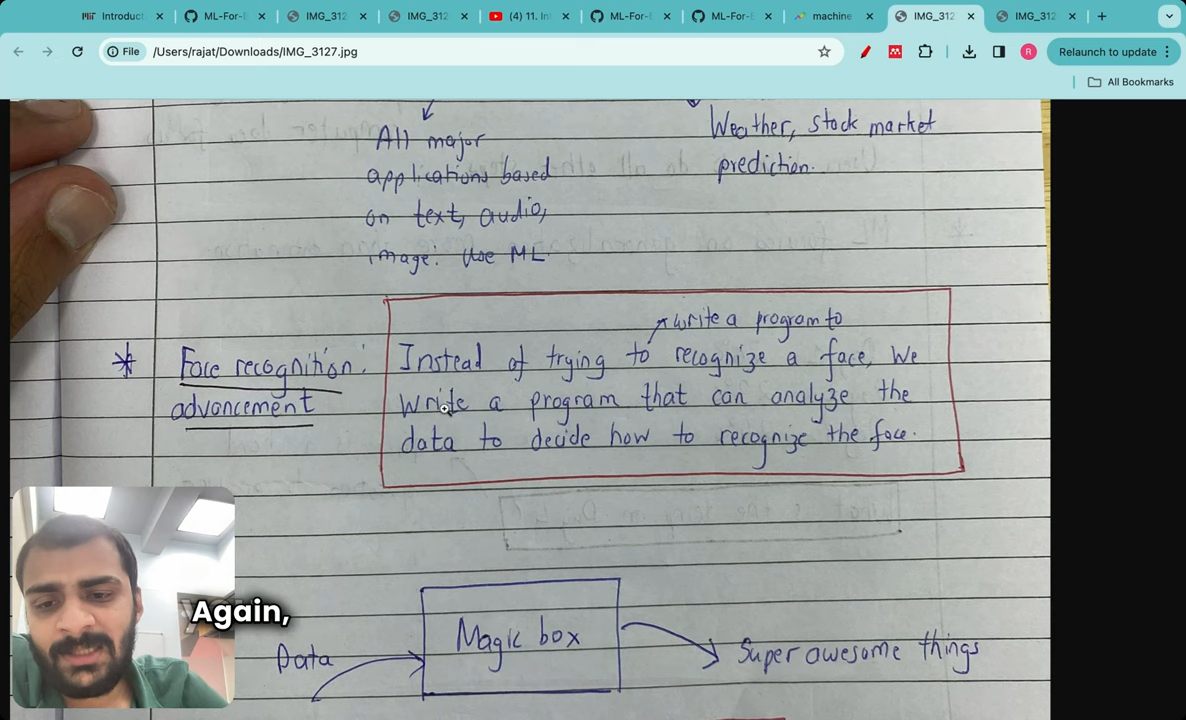 Introduct
ML-For-B
IMG_312
IMG_312
(4) 11. In
ML-For-B
ML-For-B
machine
IMG_312
IMG_312
File
/Users/rajat/Downloads/IMG_3127.jpg
R
Relaunch to update
All Bookmarks
All major
applications based
on text, audio,
image: Use ML
Weather, stock market
prediction.
write a program to
* Face recognition:
advancement
Instead of trying to recognize a face, We
Write a program that can analyze the
data to decide how to recognize the face.
Again,
Data
Magic box
Super awesome things